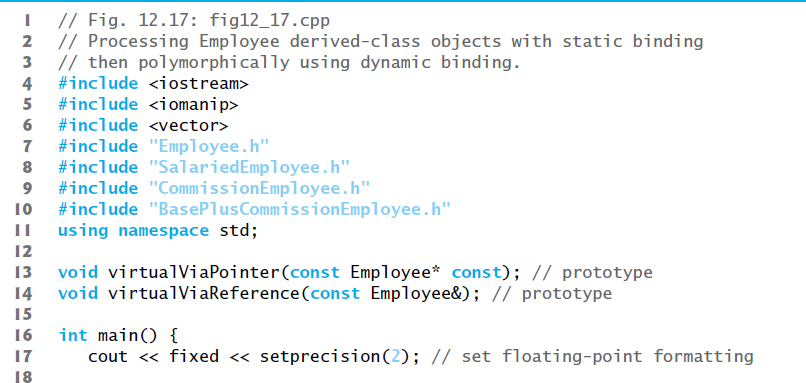 1 // Fig. 12.17: fig12_17.cpp
2 // Processing Employee derived-class objects with static binding
3 // then polymorphically using dynamic binding.
4 #include <iostream>
5 #include <iomanip>
6 #include <vector>
7 #include "Employee.h"
8 #include "SalariedEmployee.h"
9 #include "CommissionEmployee.h"
10 #include "BasePlusCommissionEmployee.h"
11 using namespace std;
12
13 void virtualViaPointer(const Employee* const); // prototype
14 void virtualViaReference(const Employee&); // prototype
15
16 int main() {
17 cout << fixed << setprecision(2); // set floating-point formatting
18